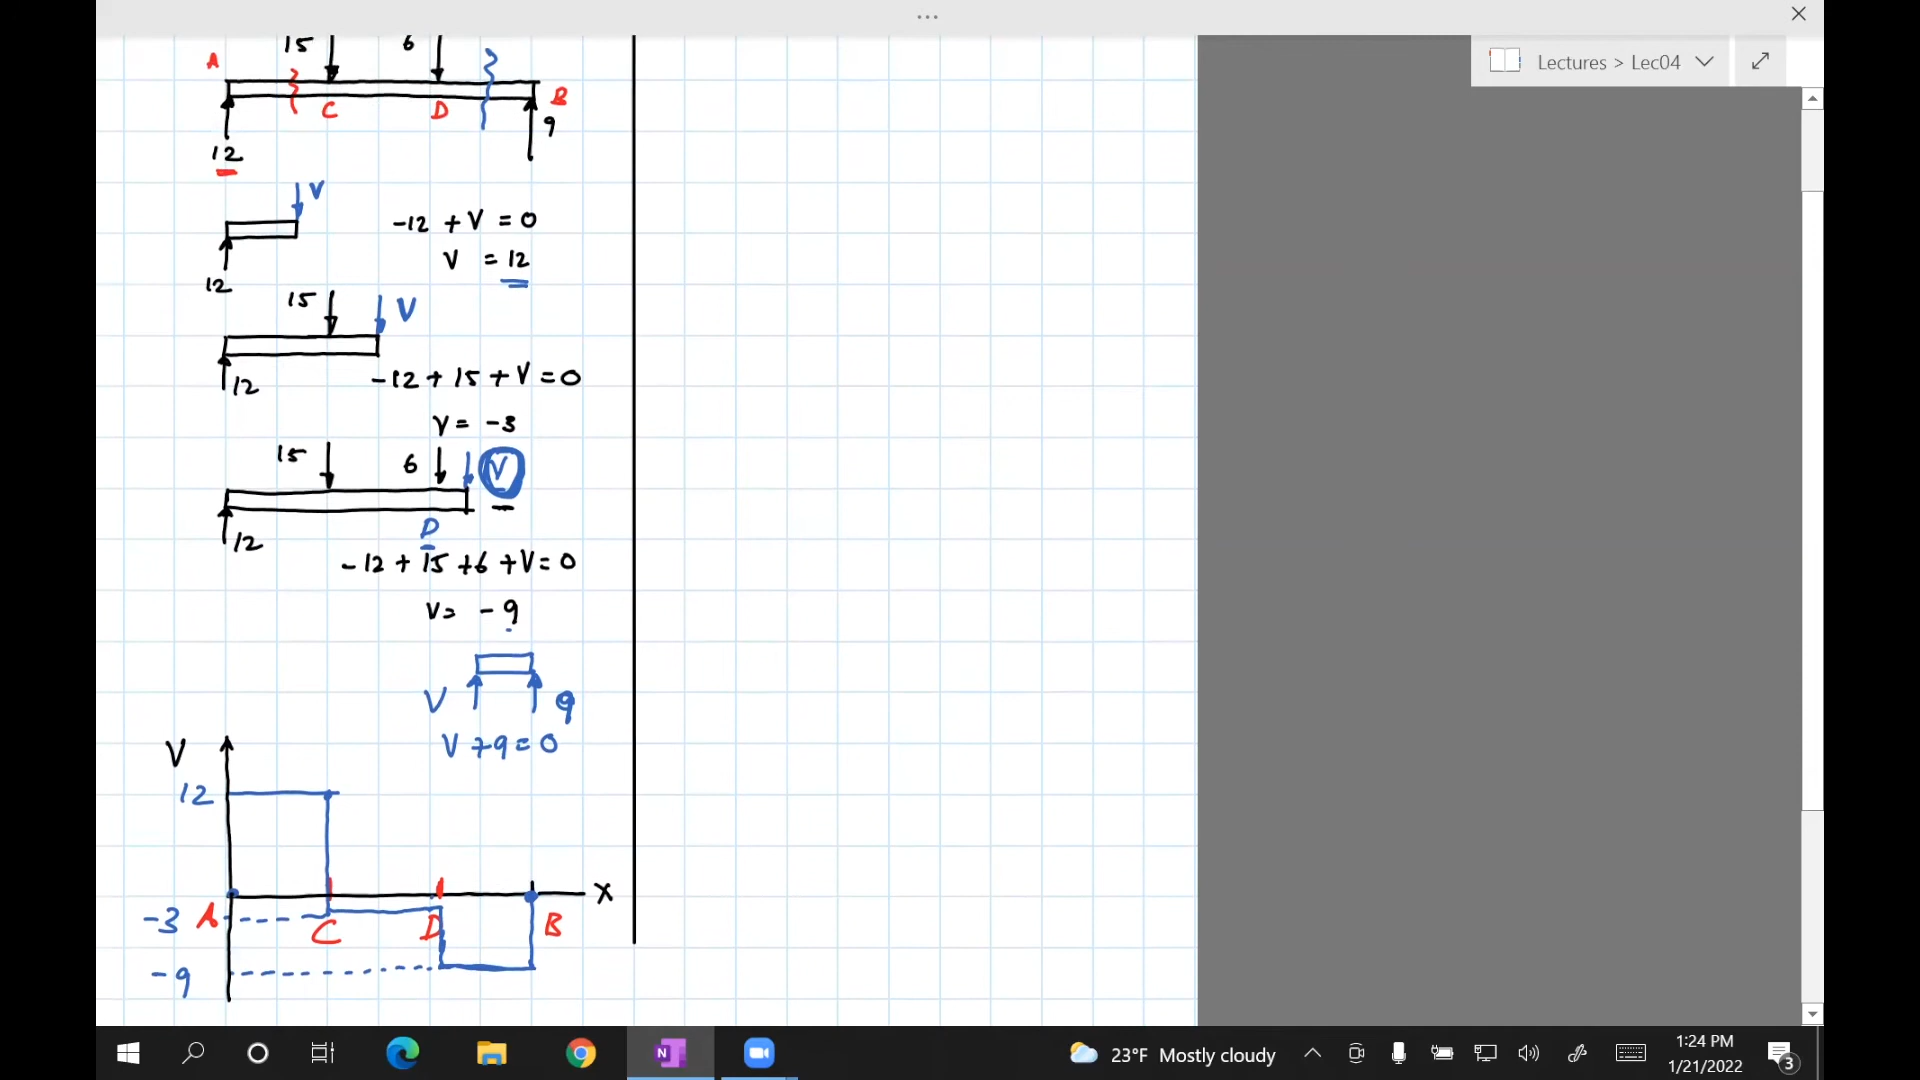 ...
Lectures > Lec04
15 6
A
C D B
12 9
V
-12 + V = 0
V = 12
12
15 V
12
-12 + 15 + V = 0
V = -3
15 6 V
12 D
-12 + 15 + 6 + V = 0
V = -9
V 9
V + 9 = 0
V
12
X
-3 A C D B
-9
23°F Mostly cloudy
1:24 PM
1/21/2022
3
N